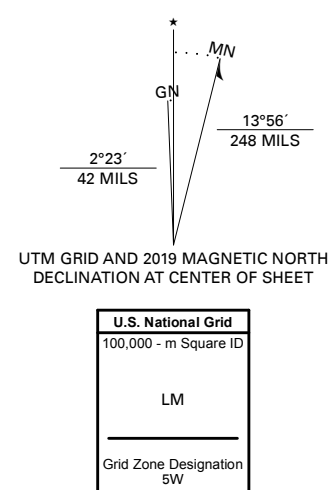 ★
MN
GN
13°56´
248 MILS
2°23´
42 MILS
UTM GRID AND 2019 MAGNETIC NORTH
DECLINATION AT CENTER OF SHEET
U.S. National Grid
100,000 - m Square ID
LM
Grid Zone Designation
5W